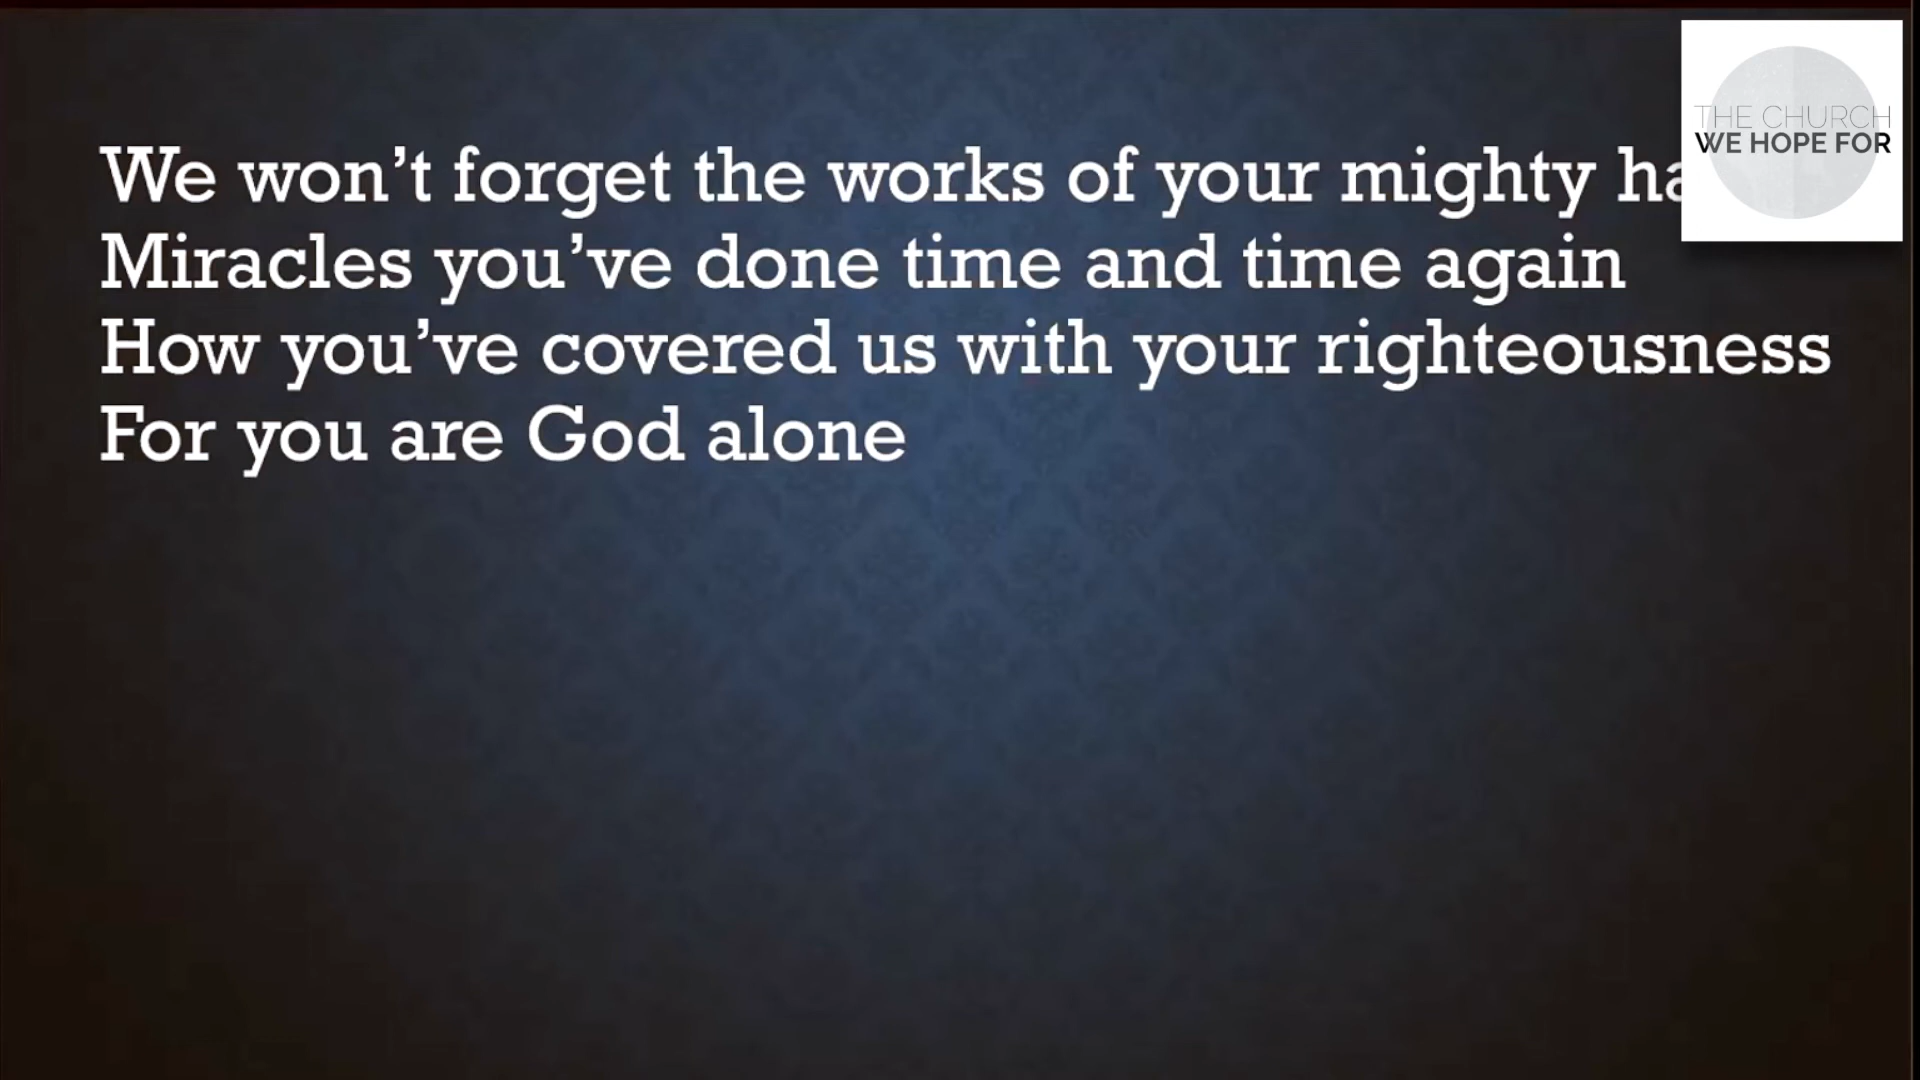 We won’t forget the works of your mighty
Miracles you’ve done time and time again
How you’ve covered us with your righteousness
For you are God alone
THE CHURCH
WE HOPE FOR